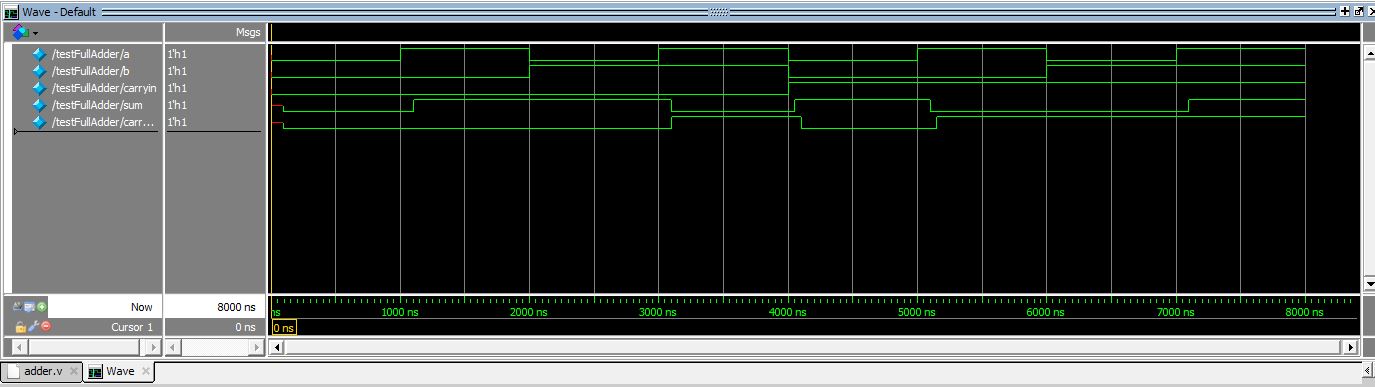 Wave - Default
Msgs
/testFullAdder/a 1'h1
/testFullAdder/b 1'h1
/testFullAdder/carryin 1'h1
/testFullAdder/sum 1'h1
/testFullAdder/carr... 1'h1
Now 8000 ns
ns 1000 ns 2000 ns 3000 ns 4000 ns 5000 ns 6000 ns 7000 ns 8000 ns
Cursor 1 0 ns 0 ns
adder.v Wave